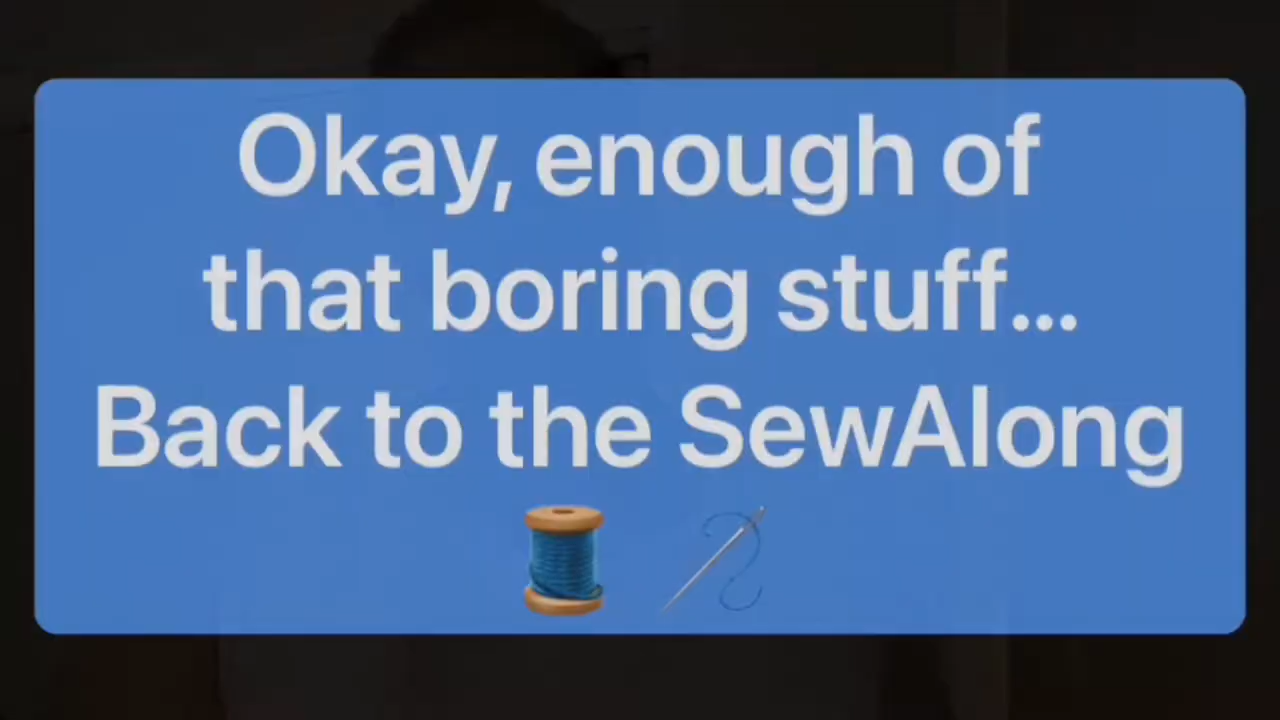 Okay, enough of
that boring stuff...
Back to the SewAlong
🧵 🪡